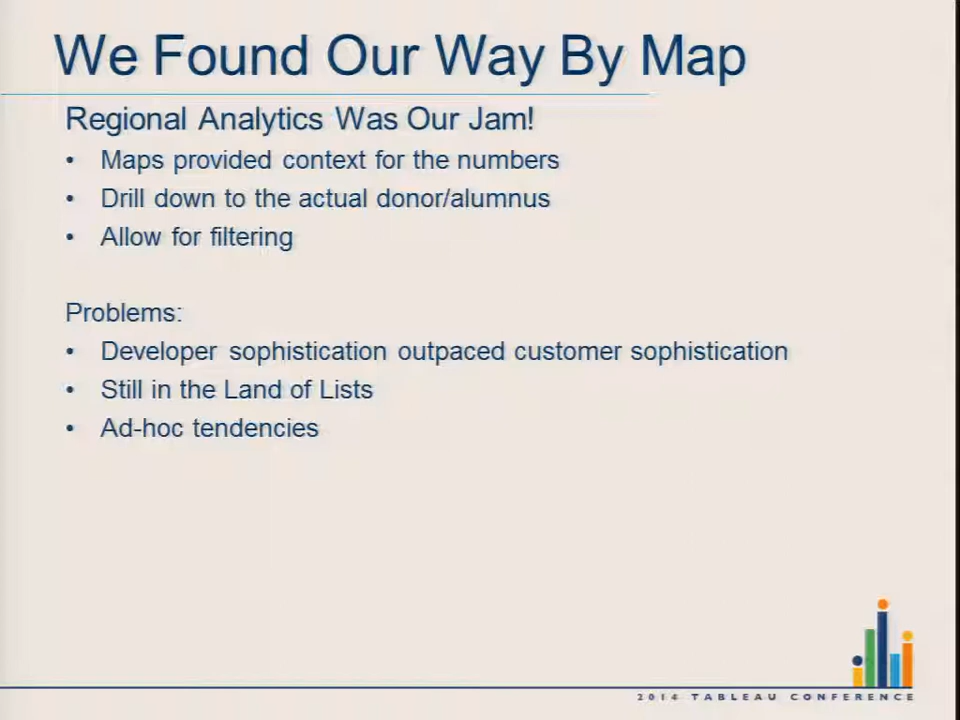 We Found Our Way By Map
Regional Analytics Was Our Jam!
• Maps provided context for the numbers
• Drill down to the actual donor/alumnus
• Allow for filtering
Problems:
• Developer sophistication outpaced customer sophistication
• Still in the Land of Lists
• Ad-hoc tendencies
2014 TABLEAU CONFERENCE